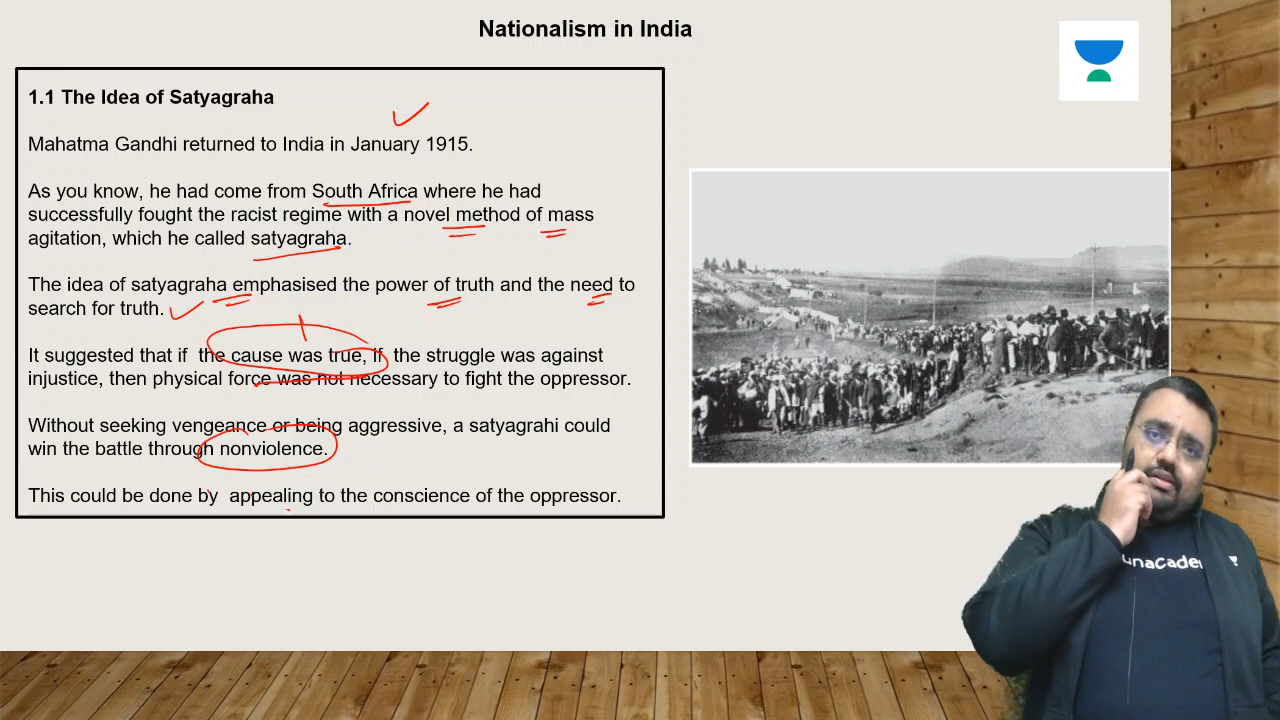 Nationalism in India
1.1 The Idea of Satyagraha
Mahatma Gandhi returned to India in January 1915.
As you know, he had come from South Africa where he had
successfully fought the racist regime with a novel method of mass
agitation, which he called satyagraha.
The idea of satyagraha emphasised the power of truth and the need to
search for truth.
It suggested that if the cause was true, if the struggle was against
injustice, then physical force was not necessary to fight the oppressor.
Without seeking vengeance or being aggressive, a satyagrahi could
win the battle through nonviolence.
This could be done by appealing to the conscience of the oppressor.
unacade